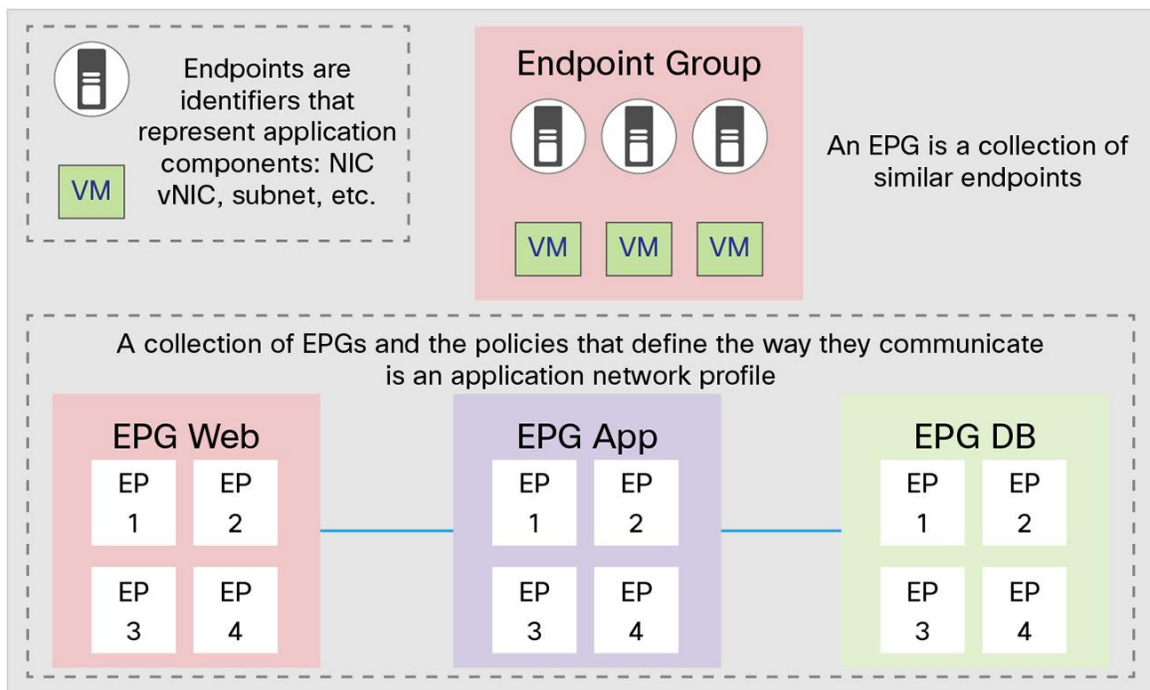 Endpoints are
identifiers that
represent application
components: NIC
vNIC, subnet, etc.
VM
Endpoint Group
VM VM VM
An EPG is a collection of
similar endpoints
A collection of EPGs and the policies that define the way they communicate
is an application network profile
EPG Web
EP EP
1 2
EP EP
3 4
EPG App
EP EP
1 2
EP EP
3 4
EPG DB
EP EP
1 2
EP EP
3 4